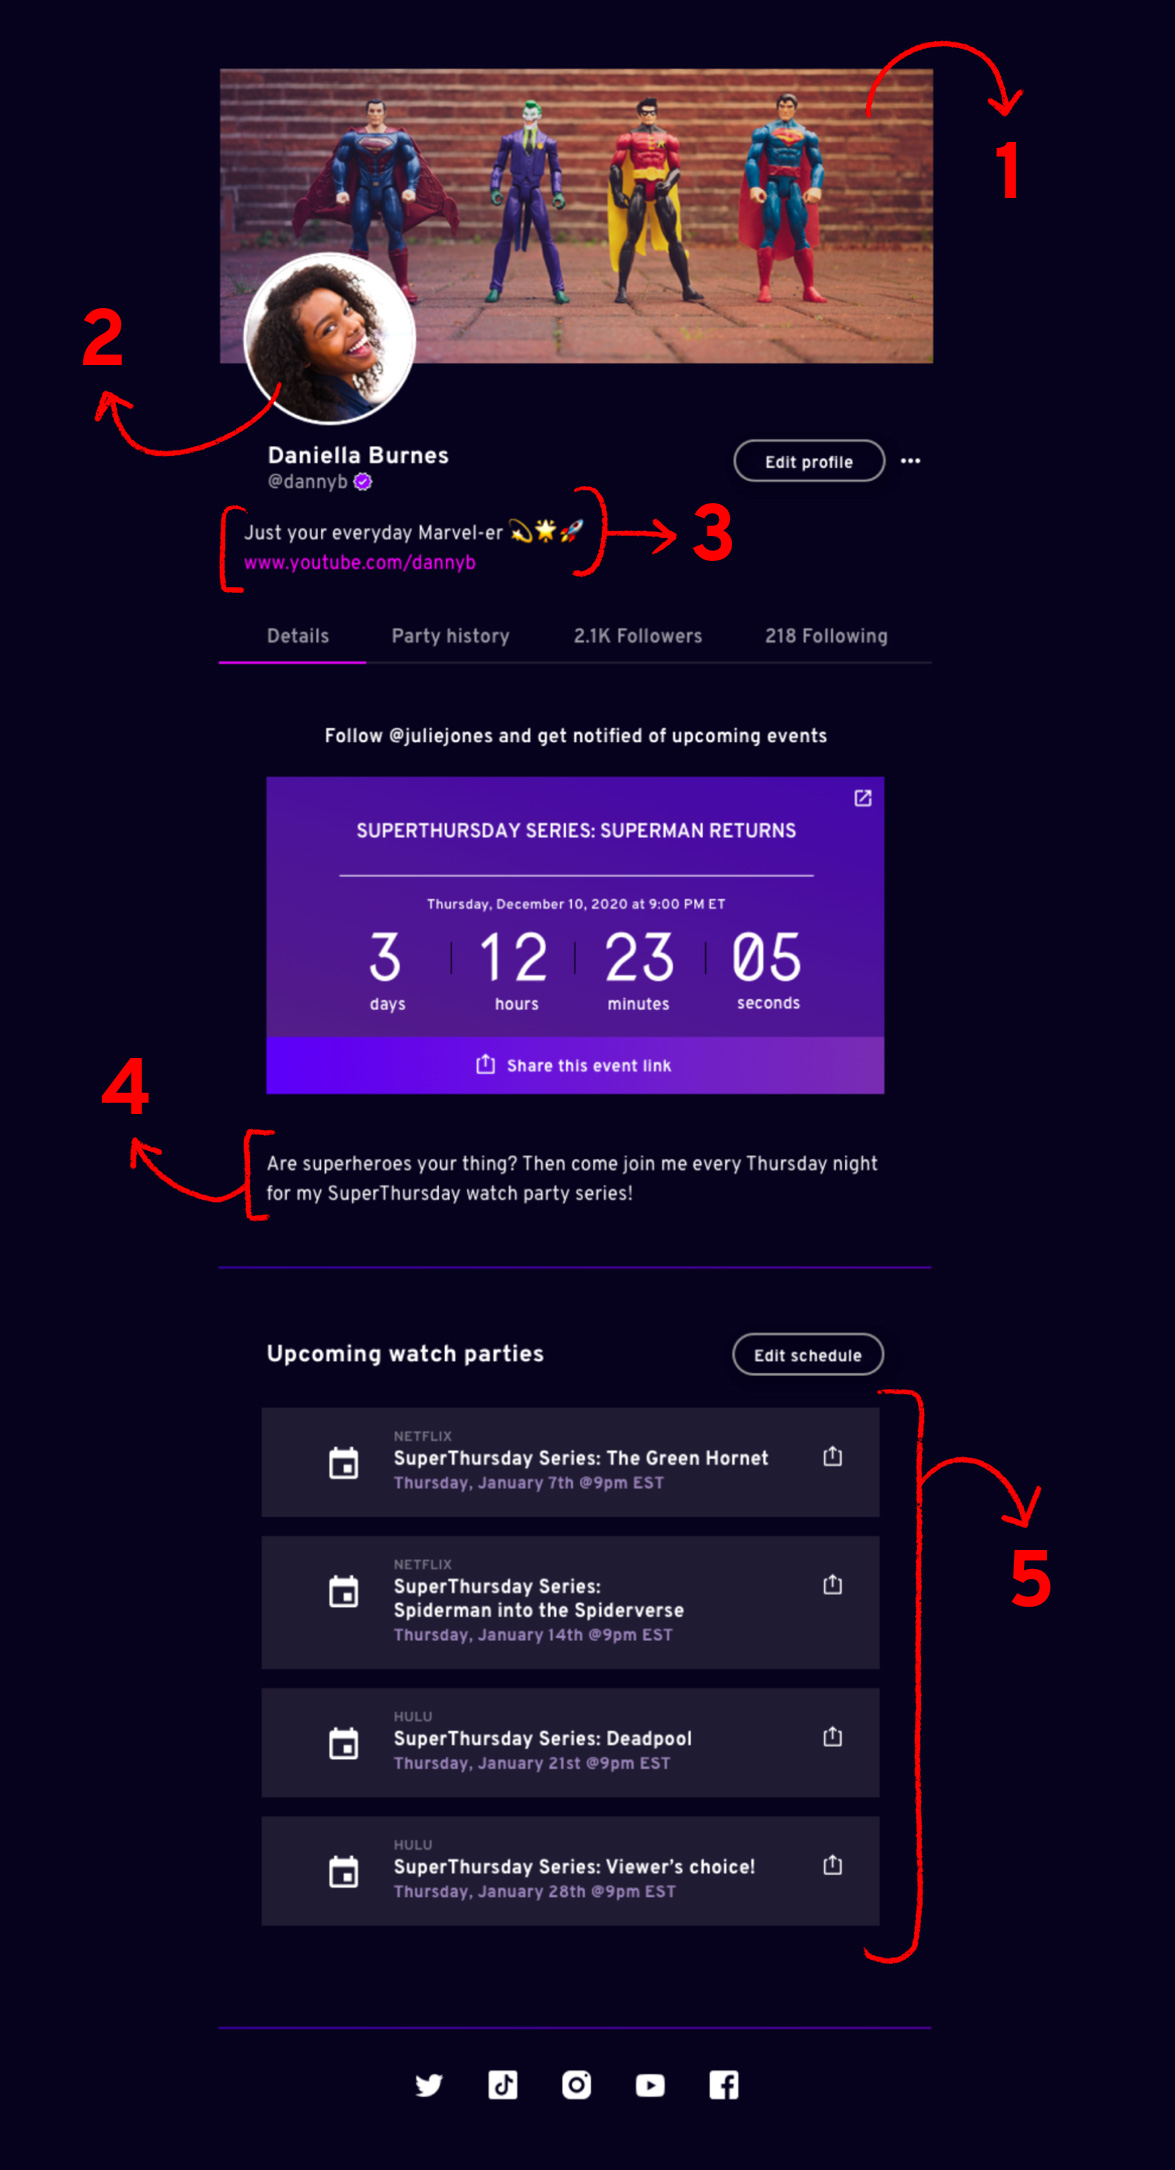 1
2
Daniella Burnes
@dannyb
Edit profile
Just your everyday Marvel-er 💫🌟🚀
www.youtube.com/dannyb
3
Details
Party history
2.1K Followers
218 Following
Follow @juliejones and get notified of upcoming events
SUPERTHURSDAY SERIES: SUPERMAN RETURNS
Thursday, December 10, 2020 at 9:00 PM ET
3 12 23 05
days hours minutes seconds
Share this event link
4
Are superheroes your thing? Then come join me every Thursday night
for my SuperThursday watch party series!
Upcoming watch parties
Edit schedule
NETFLIX
SuperThursday Series: The Green Hornet
Thursday, January 7th @9pm EST
5
NETFLIX
SuperThursday Series:
Spiderman into the Spiderverse
Thursday, January 14th @9pm EST
HULU
SuperThursday Series: Deadpool
Thursday, January 21st @9pm EST
HULU
SuperThursday Series: Viewer's choice!
Thursday, January 28th @9pm EST